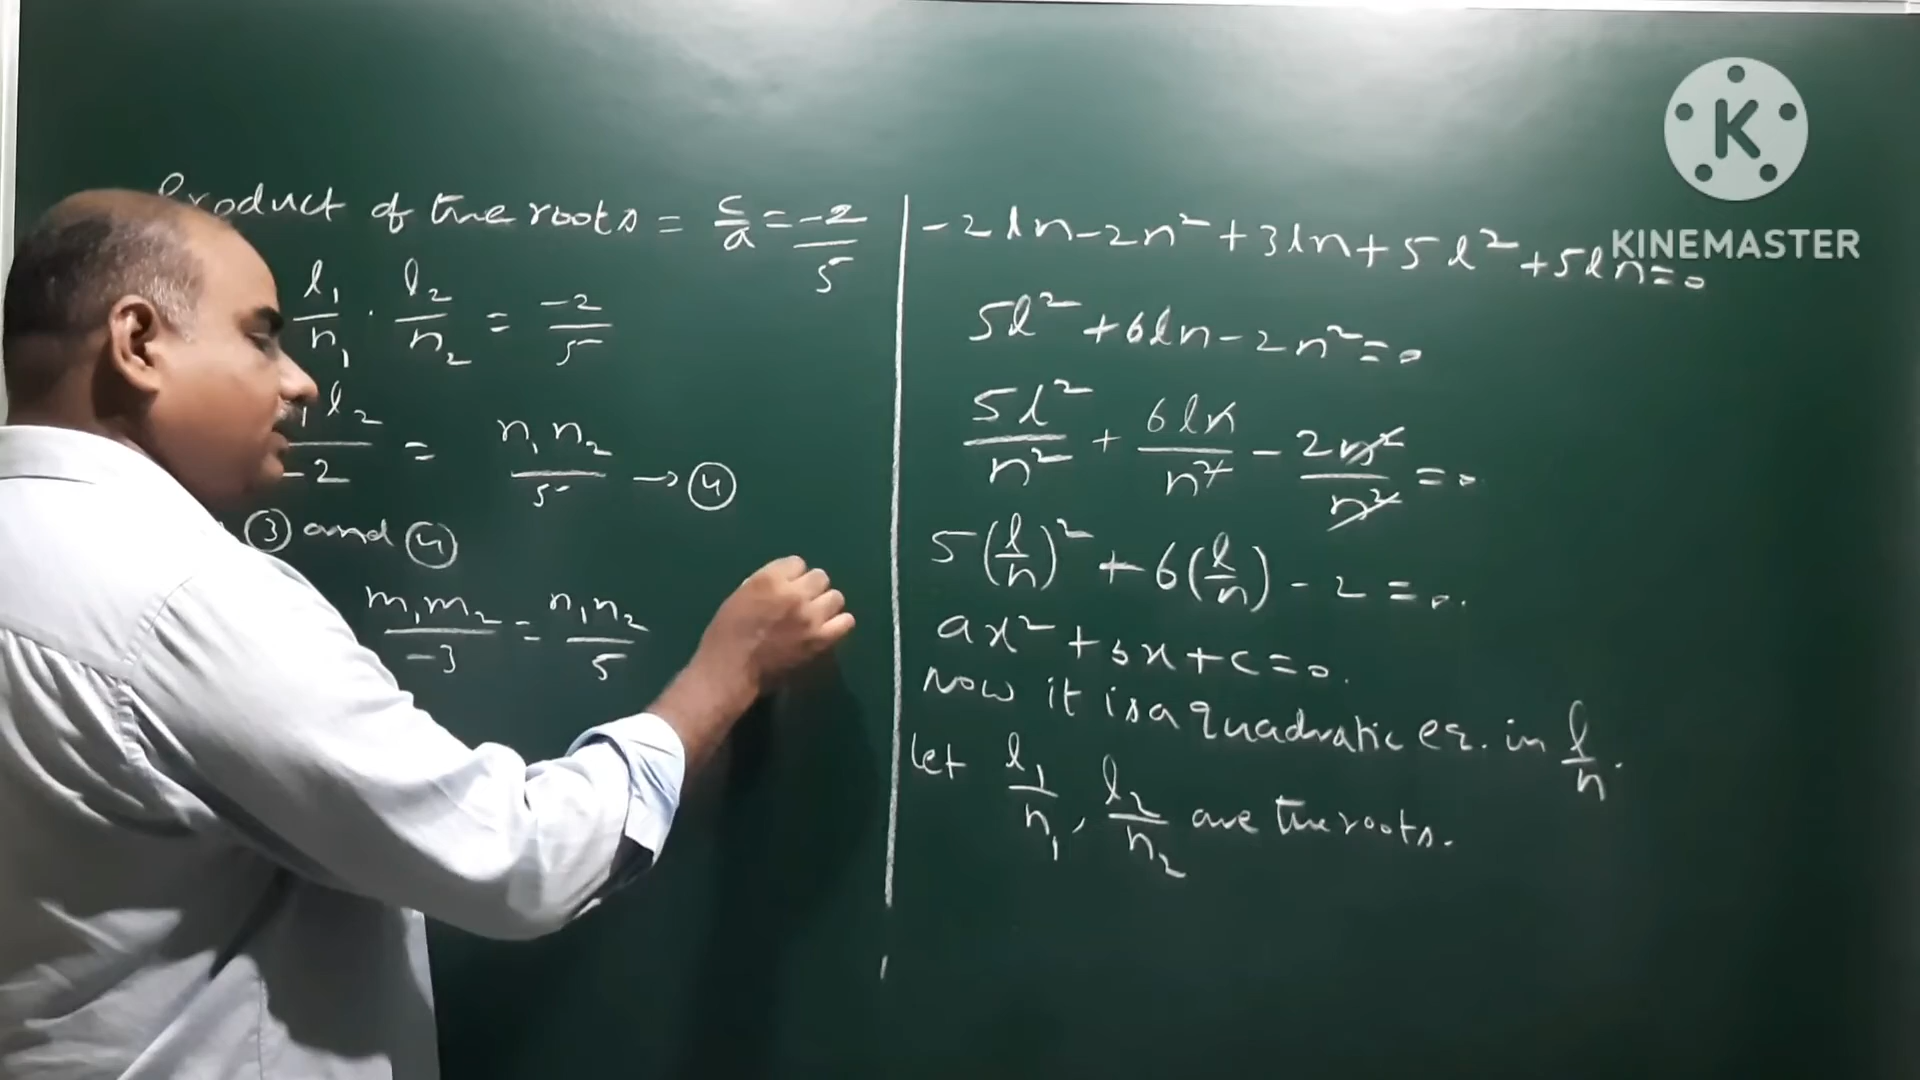 Product of the roots = c/a = -2/5
l₁/n₁ . l₂/n₂ = -2/5
l₂/-2 = n₁n₂/5 → ④
③ and ④
m₁m₂/-3 = n₁n₂/5
-2ln-2n²+3ln+5l²+5ln=0
5l²+6ln-2n²=0
5l²/n² + 6ln/n² - 2n²/n² = 0
5(l/n)² + 6(l/n) - 2 = 0.
ax²+bx+c=0.
Now it is a quadratic eq. in l/n.
let l₁/n₁, l₂/n₂ are the roots.
K
KINEMASTER